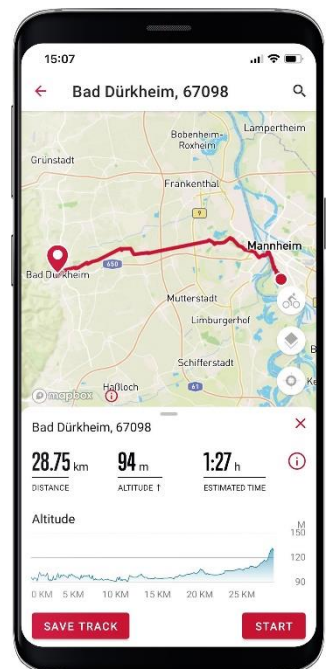 15:07
Bad Dürkheim, 67098
Lampertheim
Bobenheim-
Roxheim
Grünstadt
Frankenthal
9
Mannheim
650
Bad Dürkheim
Mutterstadt
Limburgerhof
Schifferstadt
Haßloch
61
mapbox
Bad Dürkheim, 67098
28.75 km
94 m
1:27 h
DISTANCE
ALTITUDE ↑
ESTIMATED TIME
Altitude
M
150
120
90
0 KM 5 KM 10 KM 15 KM 20 KM 25 KM
SAVE TRACK
START